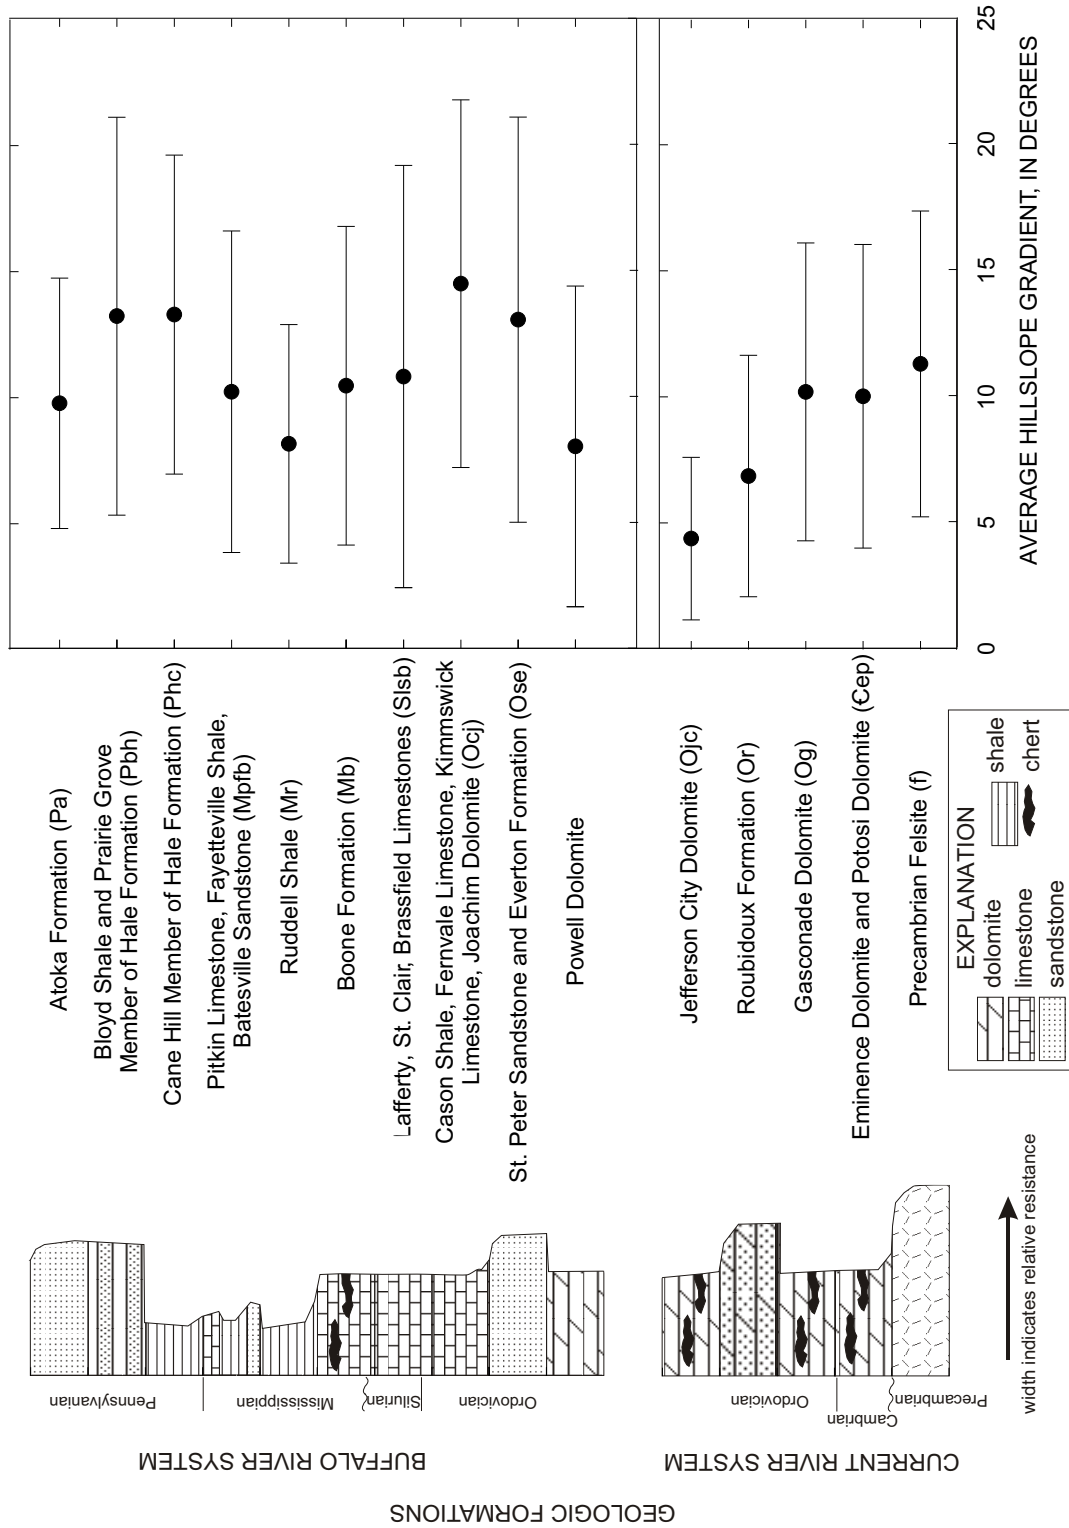 GEOLOGIC FORMATIONS
BUFFALO RIVER SYSTEM
CURRENT RIVER SYSTEM
Pennsylvanian
Mississippian
Silurian
Ordovician
Ordovician
Cambrian
Precambrian
Atoka Formation (Pa)
Bloyd Shale and Prairie Grove
Member of Hale Formation (Pbh)
Cane Hill Member of Hale Formation (Phc)
Pitkin Limestone, Fayetteville Shale,
Batesville Sandstone (Mpfb)
Ruddell Shale (Mr)
Boone Formation (Mb)
Lafferty, St. Clair, Brassfield Limestones (Slsb)
Cason Shale, Fernvale Limestone, Kimmswick
Limestone, Joachim Dolomite (Ocj)
St. Peter Sandstone and Everton Formation (Ose)
Powell Dolomite
Jefferson City Dolomite (Ojc)
Roubidoux Formation (Or)
Gasconade Dolomite (Og)
Eminence Dolomite and Potosi Dolomite (Єep)
Precambrian Felsite (f)
width indicates relative resistance
EXPLANATION
dolomite
limestone
sandstone
shale
chert
0 5 10 15 20 25
AVERAGE HILLSLOPE GRADIENT, IN DEGREES